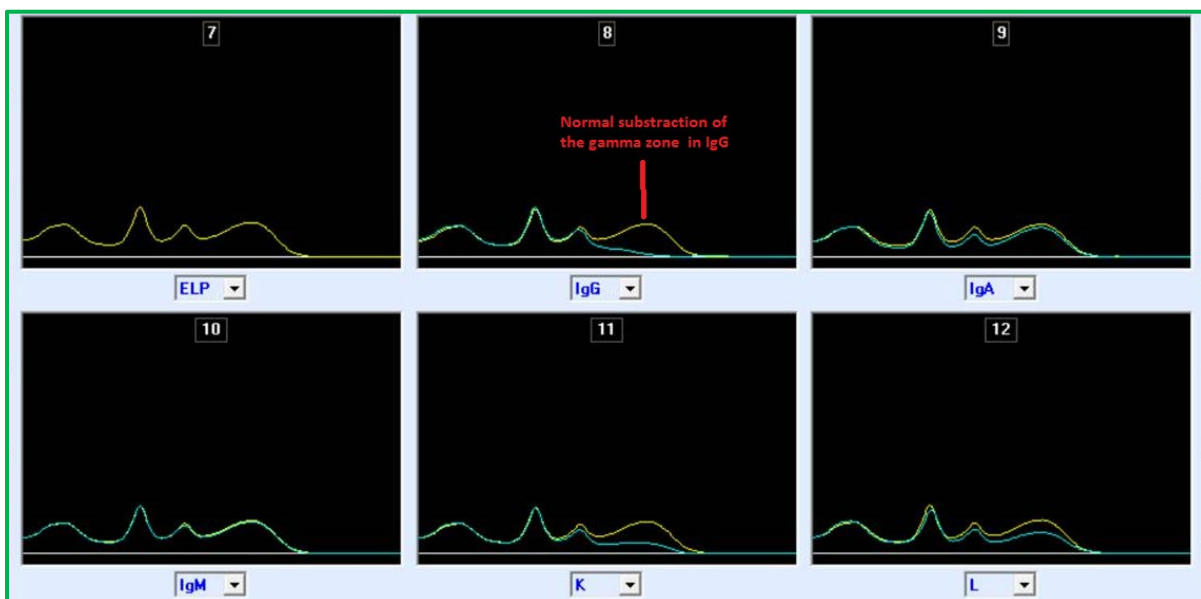 7
8
9
Normal substraction of
the gamma zone in IgG
ELP
IgG
IgA
10
11
12
IgM
K
L